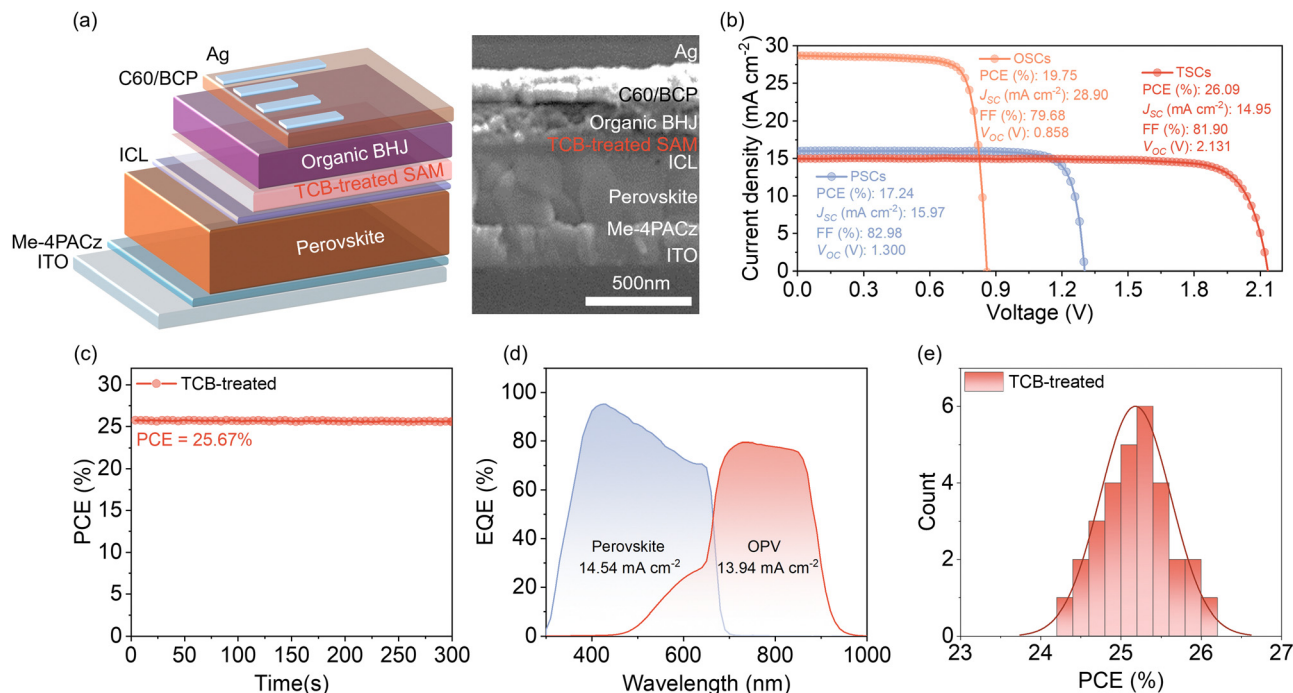 (a)
Ag
C60/BCP
Organic BHJ
ICL
TCB-treated SAM
Perovskite
Me-4PACz
ITO
Ag
C60/BCP
Organic BHJ
TCB-treated SAM
ICL
Perovskite
Me-4PACz
ITO
500nm
(b)
Current density (mA cm⁻²)
30
25
20
15
10
5
0
OSCs
PCE (%): 19.75
J_SC (mA cm⁻²): 28.90
FF (%): 79.68
V_OC (V): 0.858
TSCs
PCE (%): 26.09
J_SC (mA cm⁻²): 14.95
FF (%): 81.90
V_OC (V): 2.131
PSCs
PCE (%): 17.24
J_SC (mA cm⁻²): 15.97
FF (%): 82.98
V_OC (V): 1.300
0.0 0.3 0.6 0.9 1.2 1.5 1.8 2.1
Voltage (V)
(c)
PCE (%)
30
25
20
15
10
5
0
TCB-treated
PCE = 25.67%
0 50 100 150 200 250 300
Time(s)
(d)
EQE (%)
100
80
60
40
20
0
Perovskite
14.54 mA cm⁻²
OPV
13.94 mA cm⁻²
400 600 800 1000
Wavelength (nm)
(e)
Count
6
4
2
0
TCB-treated
23 24 25 26 27
PCE (%)